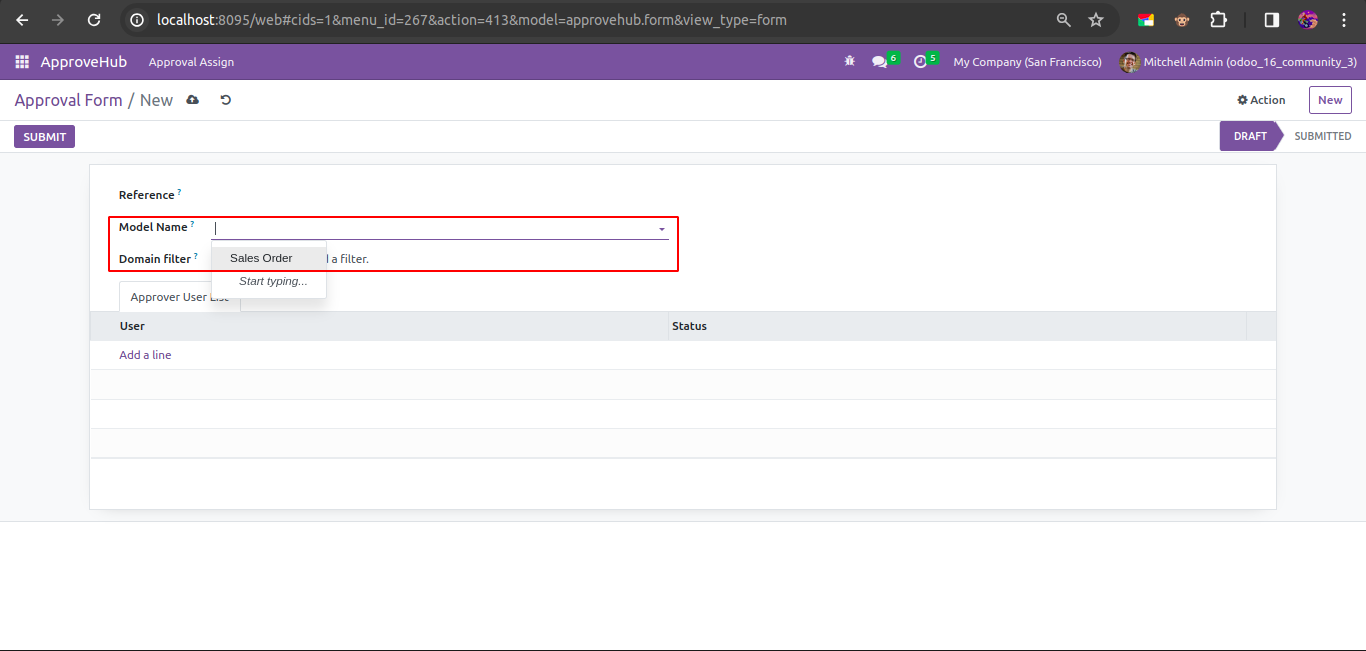 localhost:8095/web#cids=1&menu_id=267&action=413&model=approvehub.form&view_type=form
ApproveHub Approval Assign 6 5 My Company (San Francisco) Mitchell Admin (odoo_16_community_3)
Approval Form / New Action New
SUBMIT DRAFT SUBMITTED
Reference ?
Model Name ?
Domain filter ? Sales Order a filter.
Start typing...
Approver User List
User Status
Add a line